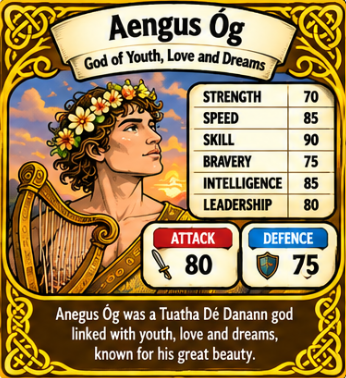 Aengus Óg
God of Youth, Love and Dreams
STRENGTH 70
SPEED 85
SKILL 90
BRAVERY 75
INTELLIGENCE 85
LEADERSHIP 80
ATTACK
80
DEFENCE
75
Anegus Óg was a Tuatha Dé Danann god
linked with youth, love and dreams,
known for his great beauty.